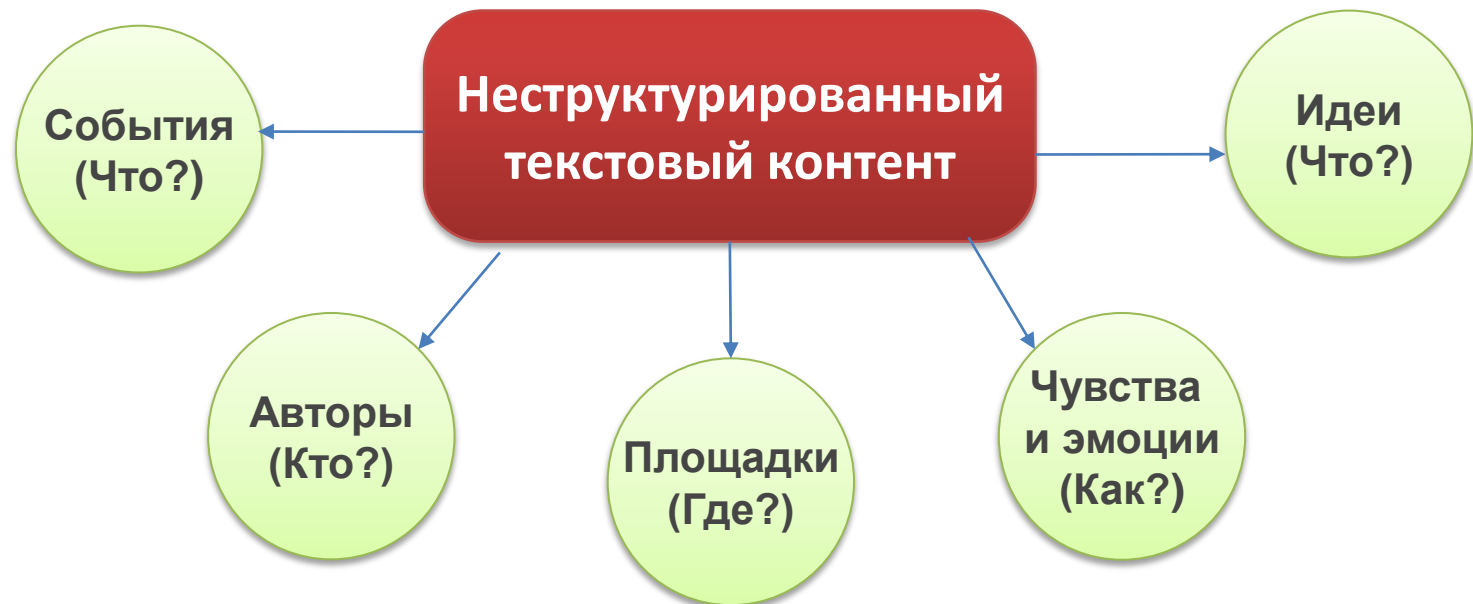 Неструктурированный
текстовый контент
События
(Что?)
Идеи
(Что?)
Авторы
(Кто?)
Площадки
(Где?)
Чувства
и эмоции
(Как?)